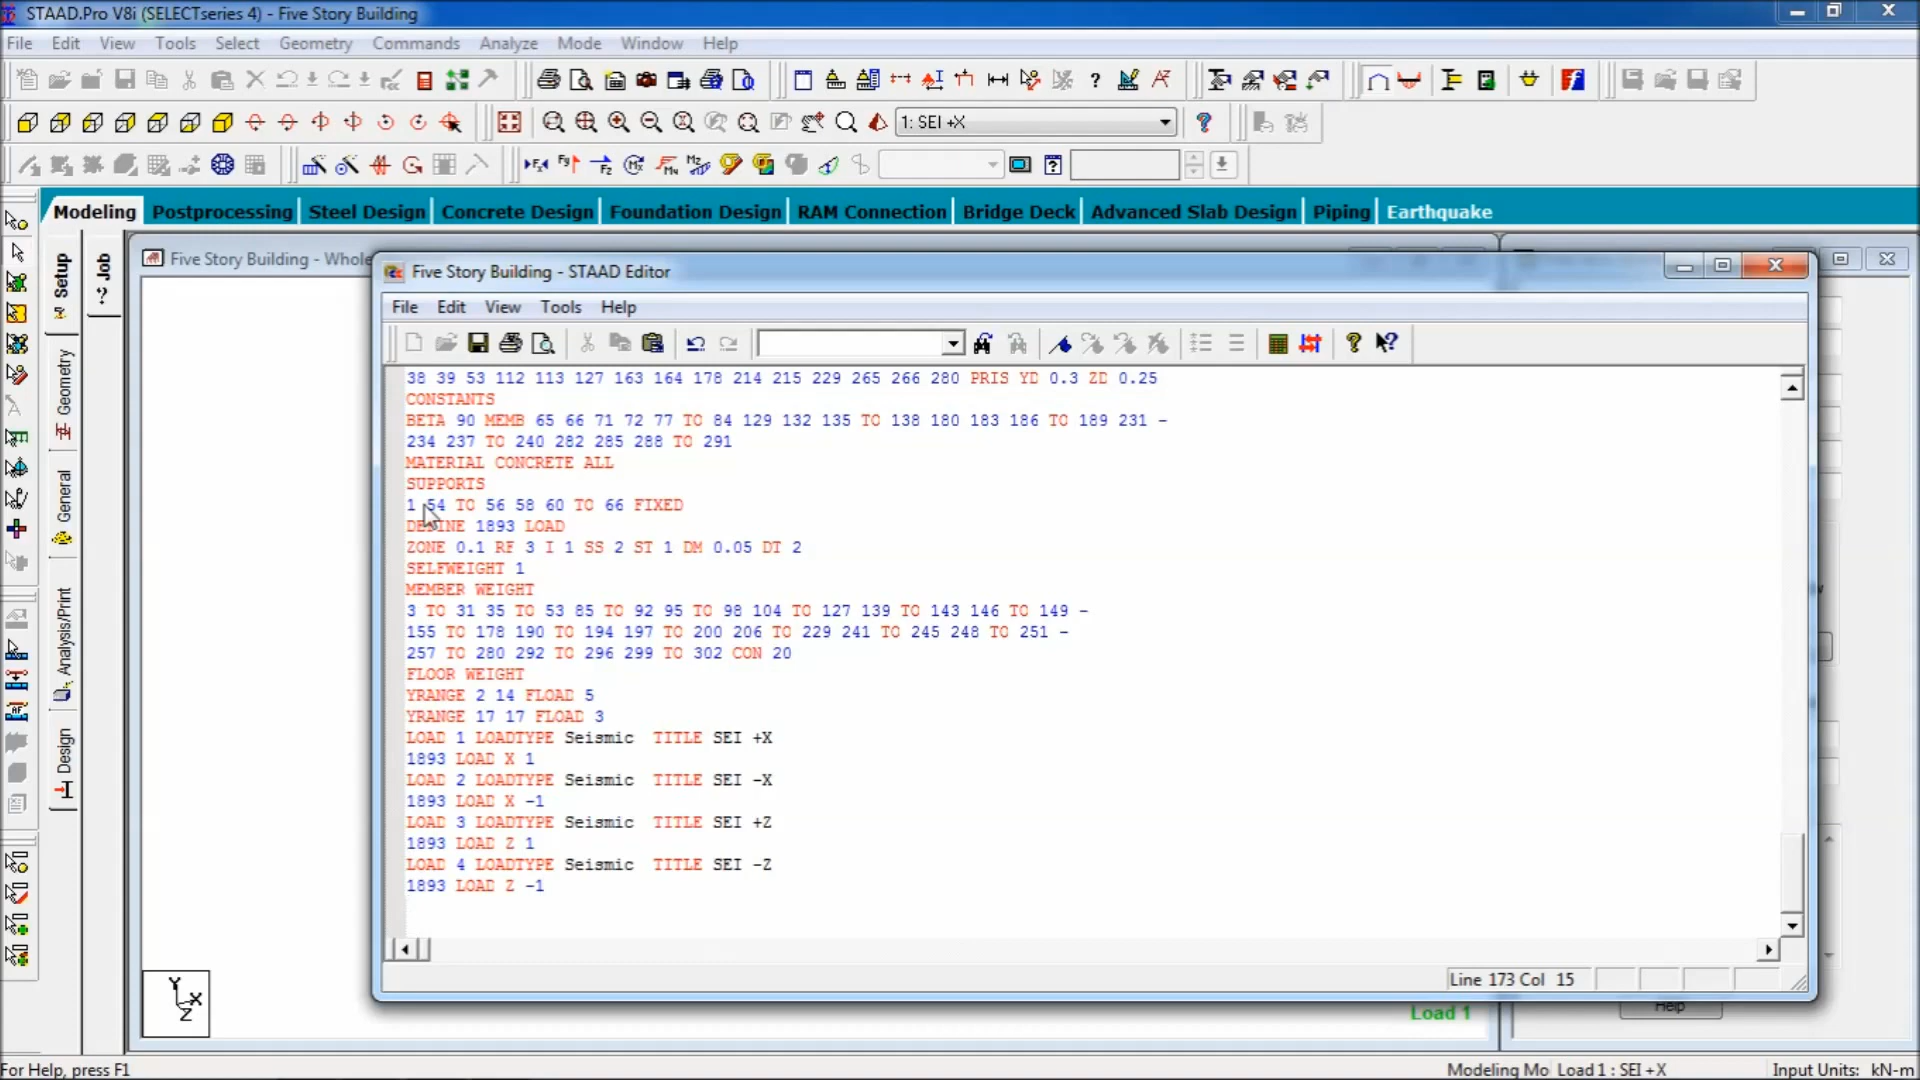 STAAD.Pro V8i (SELECTseries 4) - Five Story Building
File Edit View Tools Select Geometry Commands Analyze Mode Window Help
1: SEI +X
Modeling Postprocessing Steel Design Concrete Design Foundation Design RAM Connection Bridge Deck Advanced Slab Design Piping Earthquake
Setup
Job
Geometry
General
Analysis/Print
Design
Five Story Building - Whole
Five Story Building - STAAD Editor
File Edit View Tools Help
38 39 53 112 113 127 163 164 178 214 215 229 265 266 280 PRIS YD 0.3 ZD 0.25
CONSTANTS
BETA 90 MEMB 65 66 71 72 77 TO 84 129 132 135 TO 138 180 183 186 TO 189 231 -
234 237 TO 240 282 285 288 TO 291
MATERIAL CONCRETE ALL
SUPPORTS
1 54 TO 56 58 60 TO 66 FIXED
DEFINE 1893 LOAD
ZONE 0.1 RF 3 I 1 SS 2 ST 1 DM 0.05 DT 2
SELFWEIGHT 1
MEMBER WEIGHT
3 TO 31 35 TO 53 85 TO 92 95 TO 98 104 TO 127 139 TO 143 146 TO 149 -
155 TO 178 190 TO 194 197 TO 200 206 TO 229 241 TO 245 248 TO 251 -
257 TO 280 292 TO 296 299 TO 302 CON 20
FLOOR WEIGHT
YRANGE 2 14 FLOAD 5
YRANGE 17 17 FLOAD 3
LOAD 1 LOADTYPE Seismic TITLE SEI +X
1893 LOAD X 1
LOAD 2 LOADTYPE Seismic TITLE SEI -X
1893 LOAD X -1
LOAD 3 LOADTYPE Seismic TITLE SEI +Z
1893 LOAD Z 1
LOAD 4 LOADTYPE Seismic TITLE SEI -Z
1893 LOAD Z -1
Line 173 Col 15
Y
X
Z
Load 1
Help
For Help, press F1
Modeling Mo Load 1 : SEI +X Input Units: kN-m